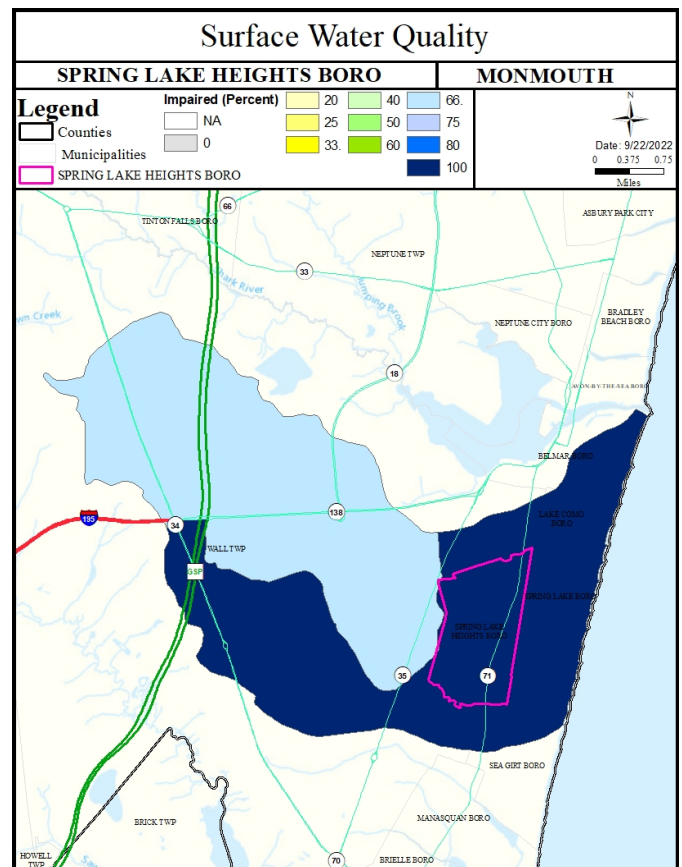 Surface Water Quality
SPRING LAKE HEIGHTS BORO
MONMOUTH
Legend
Counties
Municipalities
SPRING LAKE HEIGHTS BORO
Impaired (Percent)
NA
0
20
25
33.
40
50
60
66.
75
80
100
N
Date: 9/22/2022
0 0.375 0.75
Miles
66
TINTON FALLS BORO
ASBURY PARK CITY
NEPTUNE TWP
33
Shark River
Jumping Brook
wn Creek
BRADLEY
BEACH BORO
NEPTUNE CITY BORO
18
AVON-BY-THE-SEA BORO
BELMAR BORO
138
LAKE COMO
BORO
195
34
WALL TWP
GSP
SPRING LAKE BORO
SPRING LAKE
HEIGHTS BORO
35
71
SEA GIRT BORO
MANASQUAN BORO
BRICK TWP
HOWELL
TWP
70
BRIELLE BORO